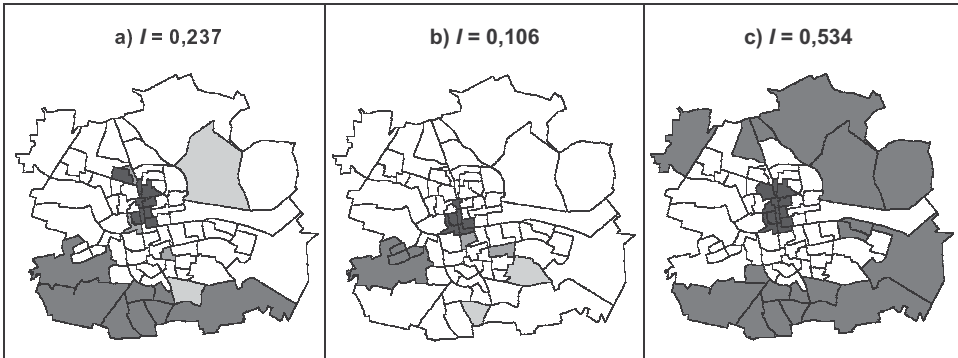 a) I = 0,237
b) I = 0,106
c) I = 0,534